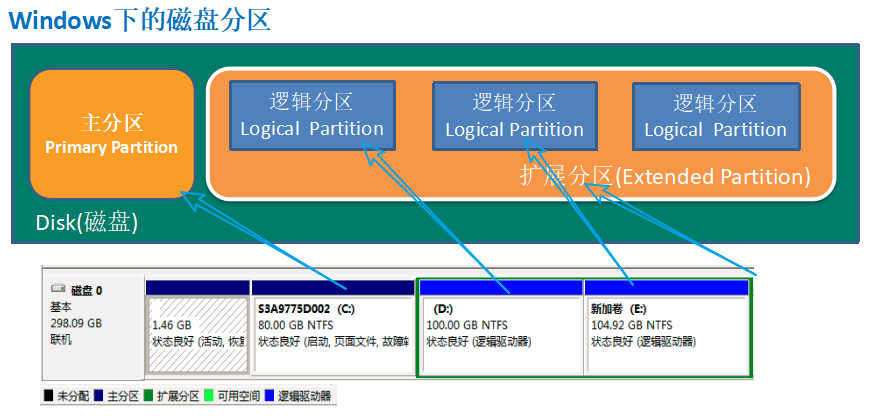 Windows下的磁盘分区
主分区
Primary Partition
逻辑分区
Logical Partition
逻辑分区
Logical Partition
逻辑分区
Logical Partition
扩展分区(Extended Partition)
Disk(磁盘)
磁盘 0
基本
298.09 GB
联机
1.46 GB
状态良好 (活动, 恢复
S3A9775D002 (C:)
80.00 GB NTFS
状态良好 (启动, 页面文件, 故障转
(D:)
100.00 GB NTFS
状态良好 (逻辑驱动器)
新加卷 (E:)
104.92 GB NTFS
状态良好 (逻辑驱动器)
未分配 主分区 扩展分区 可用空间 逻辑驱动器